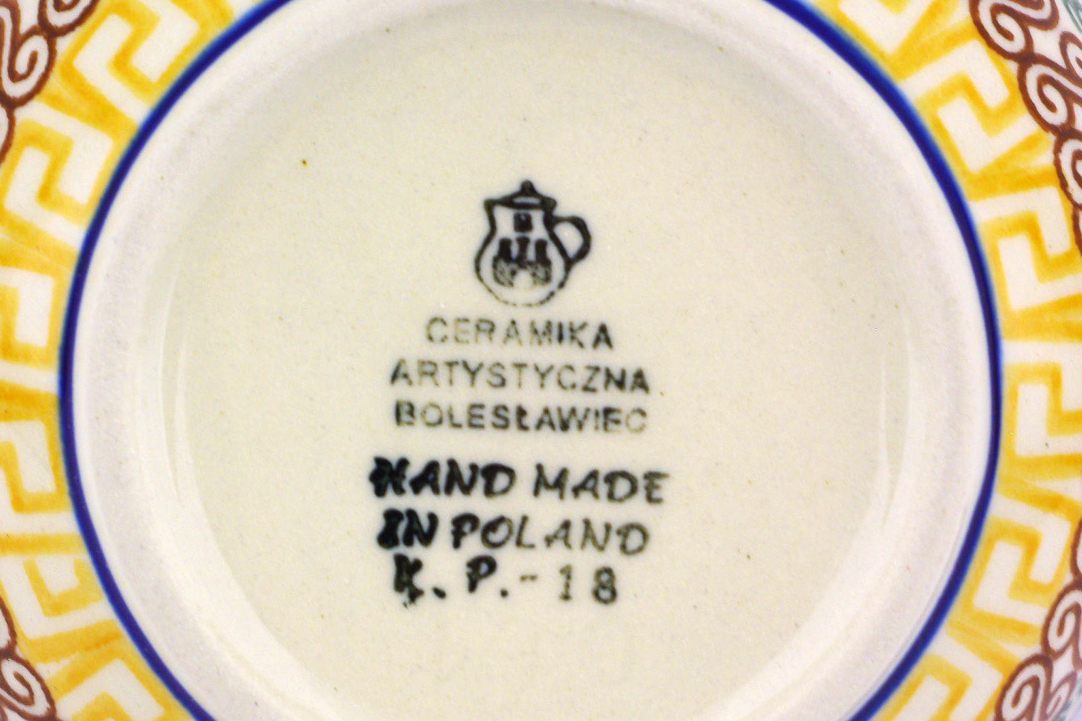 CERAMIKA
ARTYSTYCZNA
BOLESŁAWIEC
HAND MADE
IN POLAND
K. P.-18